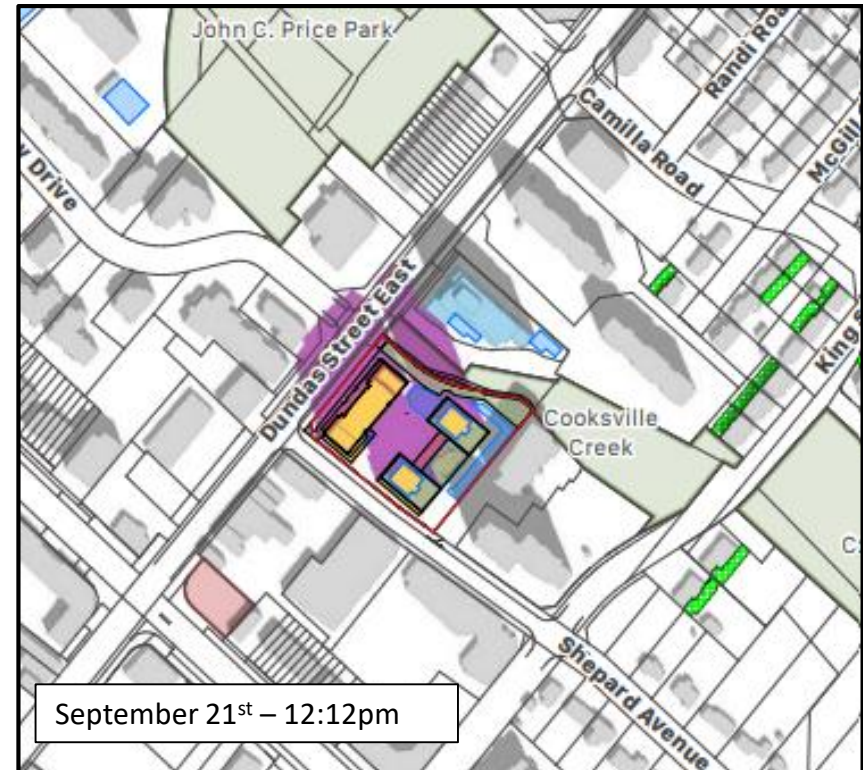 John C. Price Park
Randi Roa
Camilla Road
McGill
y Drive
Dundas Street East
King
Cooksville
Creek
C
Shepard Avenue
September 21st – 12:12pm